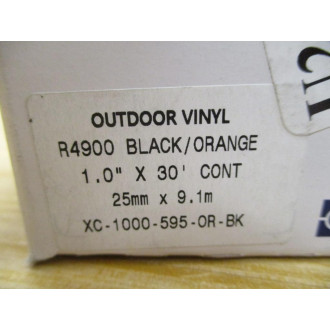 OUTDOOR VINYL
R4900 BLACK/ORANGE
1.0" X 30' CONT
25mm x 9.1m
XC-1000-595-OR-BK